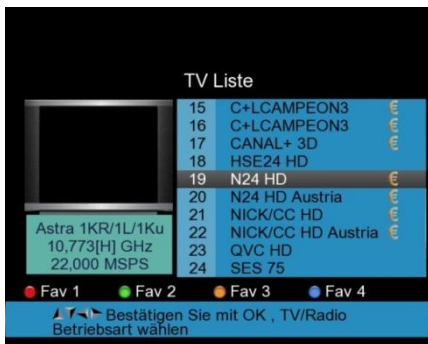 TV Liste
15 C+LCAMPEON3 €
16 C+LCAMPEON3 €
17 CANAL+ 3D €
18 HSE24 HD
19 N24 HD €
20 N24 HD Austria €
21 NICK/CC HD €
22 NICK/CC HD Austria €
23 QVC HD
24 SES 75
Astra 1KR/1L/1Ku
10,773[H] GHz
22,000 MSPS
Fav 1 Fav 2 Fav 3 Fav 4
Bestätigen Sie mit OK , TV/Radio
Betriebsart wählen